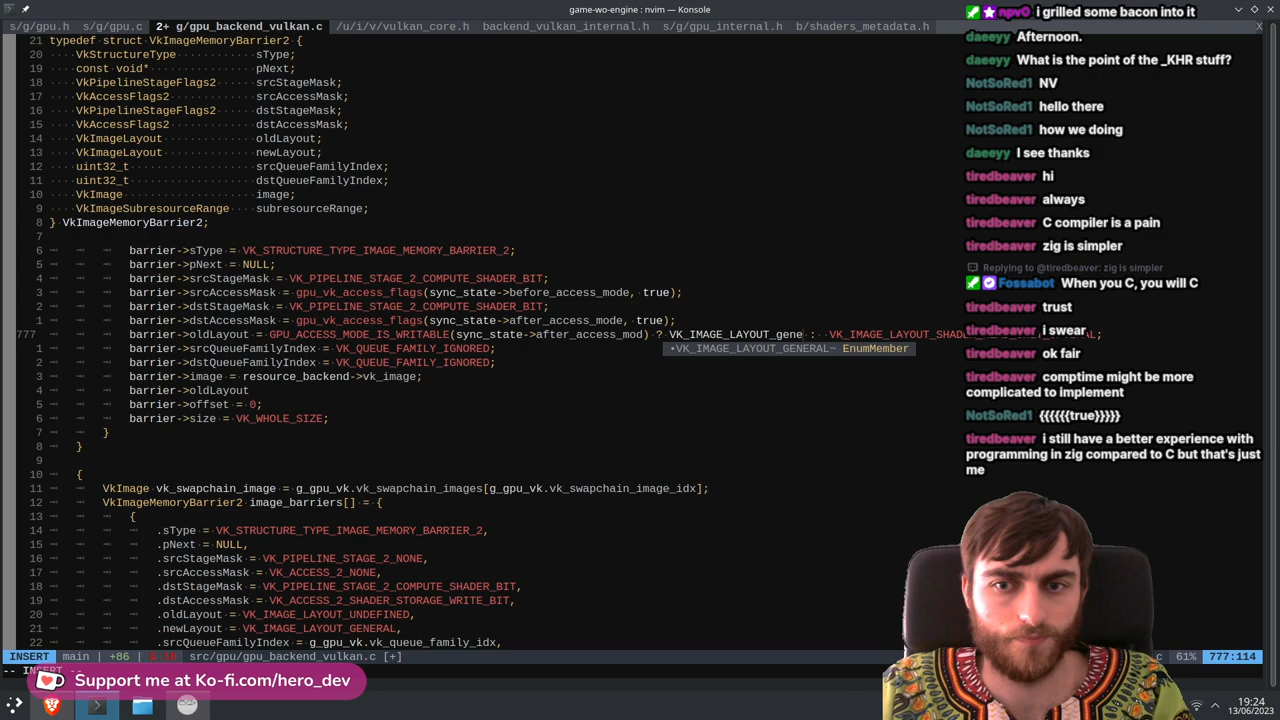 game-wo-engine : nvim — Konsole
s/g/gpu.h s/g/gpu.c 2+ g/gpu_backend_vulkan.c /u/i/v/vulkan_core.h backend_vulkan_internal.h s/g/gpu_internal.h b/shaders_metadata.h X
21 typedef struct VkImageMemoryBarrier2 {
20 VkStructureType sType;
19 const void* pNext;
18 VkPipelineStageFlags2 srcStageMask;
17 VkAccessFlags2 srcAccessMask;
16 VkPipelineStageFlags2 dstStageMask;
15 VkAccessFlags2 dstAccessMask;
14 VkImageLayout oldLayout;
13 VkImageLayout newLayout;
12 uint32_t srcQueueFamilyIndex;
11 uint32_t dstQueueFamilyIndex;
10 VkImage image;
9 VkImageSubresourceRange subresourceRange;
8 } VkImageMemoryBarrier2;
7
6 barrier->sType = VK_STRUCTURE_TYPE_IMAGE_MEMORY_BARRIER_2;
5 barrier->pNext = NULL;
4 barrier->srcStageMask = VK_PIPELINE_STAGE_2_COMPUTE_SHADER_BIT;
3 barrier->srcAccessMask = gpu_vk_access_flags(sync_state->before_access_mode, true);
2 barrier->dstStageMask = VK_PIPELINE_STAGE_2_COMPUTE_SHADER_BIT;
1 barrier->dstAccessMask = gpu_vk_access_flags(sync_state->after_access_mode, true);
777 barrier->oldLayout = GPU_ACCESS_MODE_IS_WRITABLE(sync_state->after_access_mod) ? VK_IMAGE_LAYOUT_gene : VK_IMAGE_LAYOUT_SHAD
1 barrier->srcQueueFamilyIndex = VK_QUEUE_FAMILY_IGNORED; •VK_IMAGE_LAYOUT_GENERAL~ EnumMember
2 barrier->dstQueueFamilyIndex = VK_QUEUE_FAMILY_IGNORED;
3 barrier->image = resource_backend->vk_image;
4 barrier->oldLayout
5 barrier->offset = 0;
6 barrier->size = VK_WHOLE_SIZE;
7 }
8 }
9
10 {
11 VkImage vk_swapchain_image = g_gpu_vk.vk_swapchain_images[g_gpu_vk.vk_swapchain_image_idx];
12 VkImageMemoryBarrier2 image_barriers[] = {
13 {
14 .sType = VK_STRUCTURE_TYPE_IMAGE_MEMORY_BARRIER_2,
15 .pNext = NULL,
16 .srcStageMask = VK_PIPELINE_STAGE_2_NONE,
17 .srcAccessMask = VK_ACCESS_2_NONE,
18 .dstStageMask = VK_PIPELINE_STAGE_2_COMPUTE_SHADER_BIT,
19 .dstAccessMask = VK_ACCESS_2_SHADER_STORAGE_WRITE_BIT,
20 .oldLayout = VK_IMAGE_LAYOUT_UNDEFINED,
21 .newLayout = VK_IMAGE_LAYOUT_GENERAL,
22 .srcQueueFamilyIndex = g_gpu_vk.vk_queue_family_idx,
INSERT main | +86 | src/gpu/gpu_backend_vulkan.c [+] c 61% 777:114
-- INSERT --
Support me at Ko-fi.com/hero_dev
npv0 i grilled some bacon into it
daeeyy Afternoon.
daeeyy What is the point of the _KHR stuff?
NotSoRed1 NV
NotSoRed1 hello there
NotSoRed1 how we doing
daeeyy I see thanks
tiredbeaver hi
tiredbeaver always
tiredbeaver C compiler is a pain
tiredbeaver zig is simpler
Replying to @tiredbeaver: zig is simpler
Fossabot When you C, you will C
tiredbeaver trust
tiredbeaver i swear
tiredbeaver ok fair
tiredbeaver comptime might be more
complicated to implement
NotSoRed1 {{{{{{true}}}}}}
tiredbeaver i still have a better experience with
programming in zig compared to C but that's just
me
19:24
13/06/2023